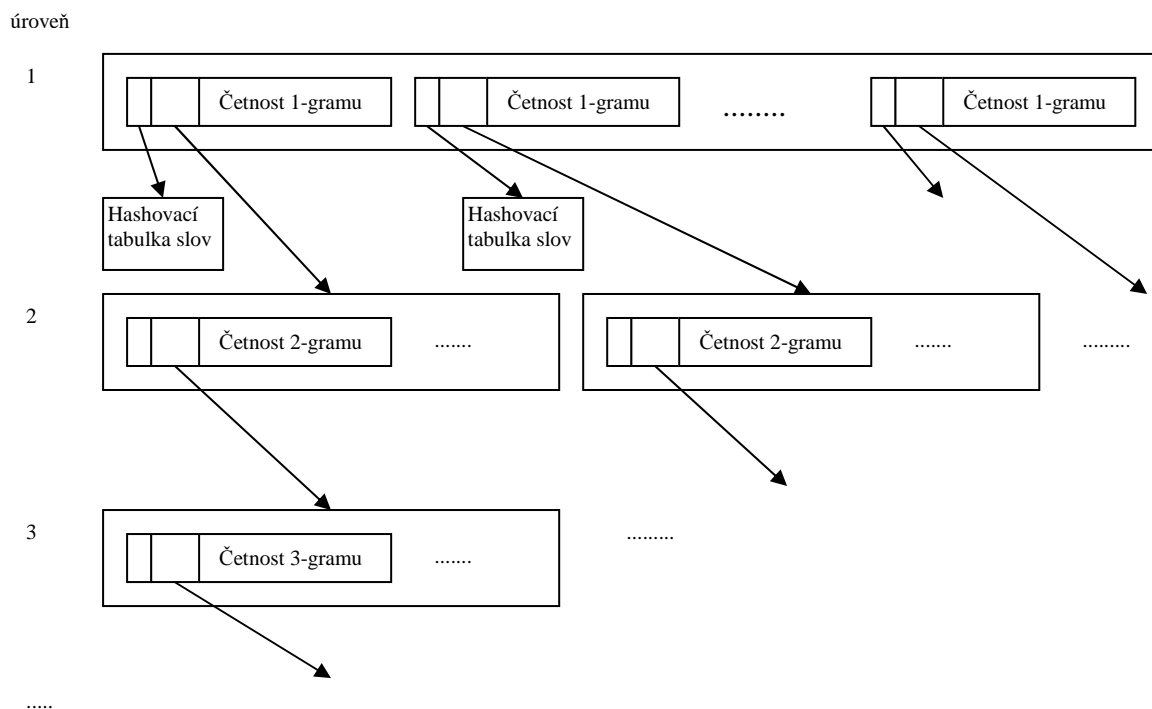 úroveň
1
Četnost 1-gramu
Četnost 1-gramu
........
Četnost 1-gramu
Hashovací
tabulka slov
Hashovací
tabulka slov
2
Četnost 2-gramu
.......
Četnost 2-gramu
.......
.........
3
Četnost 3-gramu
.......
.........
.....